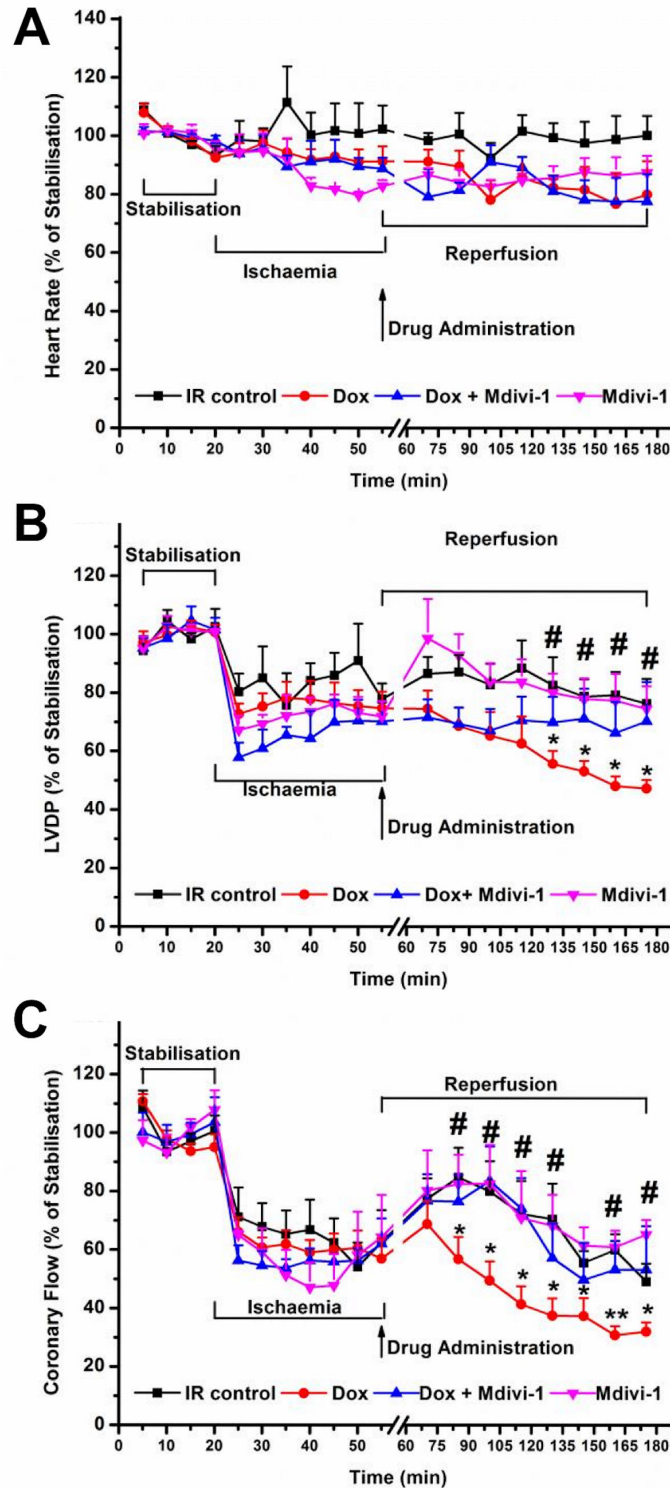 A
Heart Rate (% of Stabilisation)
140
120
100
80
60
40
20
0
Stabilisation
Ischaemia
Reperfusion
Drug Administration
IR control Dox Dox + Mdivi-1 Mdivi-1
0 10 20 30 40 50 60 75 90 105 120 135 145 160 180
Time (min)
B
LVDP (% of Stabilisation)
120
100
80
60
40
20
0
Stabilisation
Reperfusion
# # # #
* * * *
Ischaemia
Drug Administration
IR control Dox Dox+ Mdivi-1 Mdivi-1
0 10 20 30 40 50 60 75 90 105 120 135 145 160 180
Time (min)
C
Coronary Flow (% of Stabilisation)
120
100
80
60
40
20
0
Stabilisation
Reperfusion
# # # # # #
* * * * * ** *
Ischaemia
Drug Administration
IR control Dox Dox + Mdivi-1 Mdivi-1
0 10 20 30 40 50 60 75 90 105 120 135 145 160 180
Time (min)